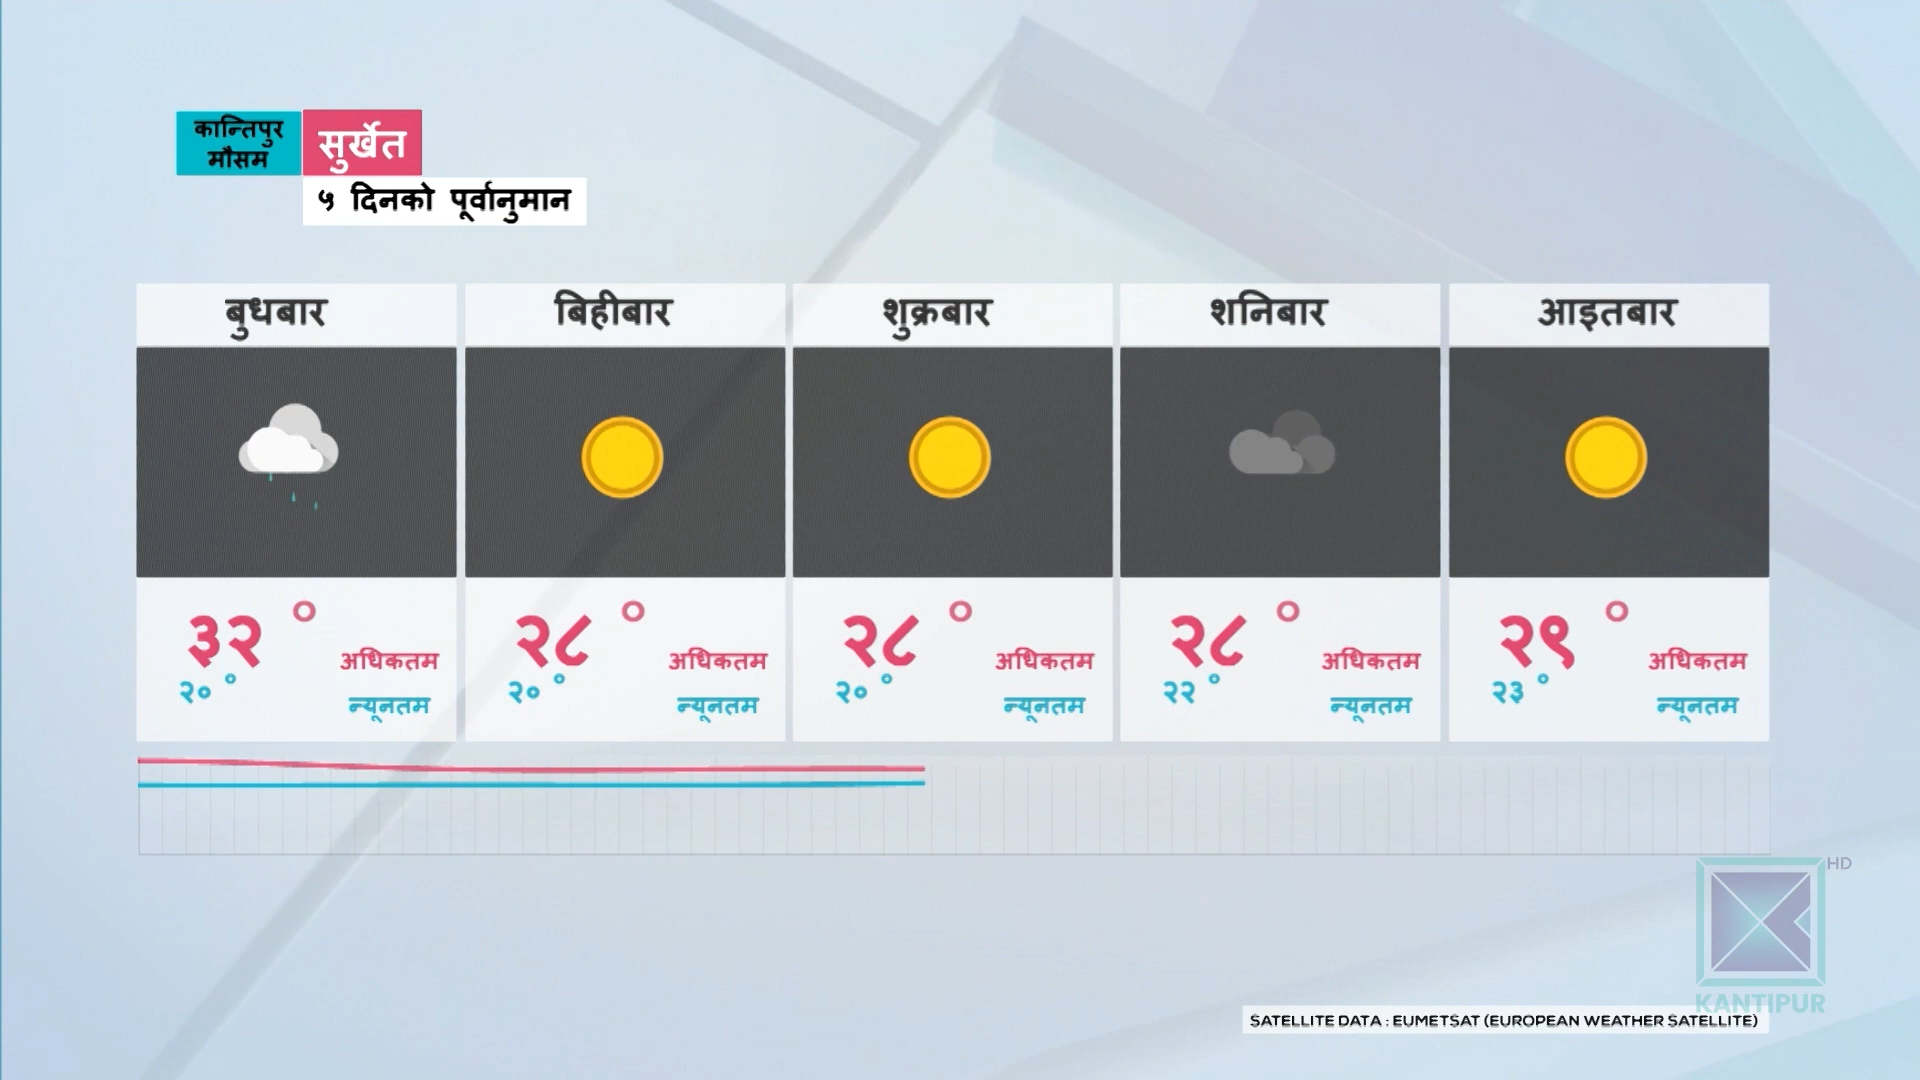 कान्तिपुर
मौसम
सुर्खेत
५ दिनको पूर्वानुमान
बुधबार
बिहीबार
शुक्रबार
शनिबार
आइतबार
३२°
अधिकतम
२०°
न्यूनतम
२८°
अधिकतम
२०°
न्यूनतम
२८°
अधिकतम
२०°
न्यूनतम
२८°
अधिकतम
२२°
न्यूनतम
२९°
अधिकतम
२३°
न्यूनतम
HD
KANTIPUR
SATELLITE DATA : EUMETSAT (EUROPEAN WEATHER SATELLITE)